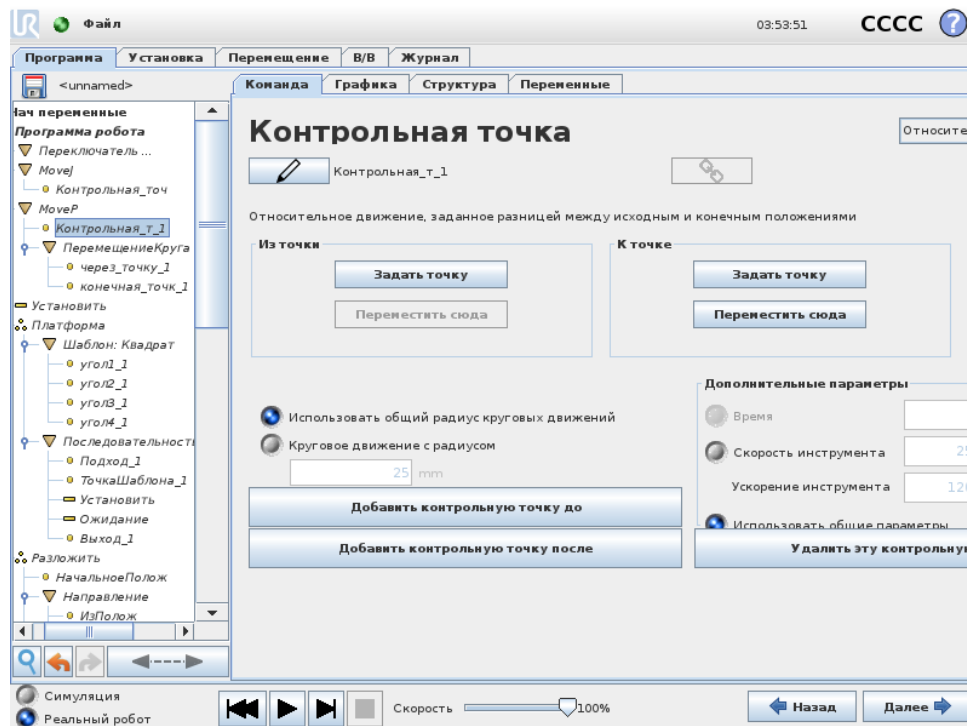 UR Файл 03:53:51 CCCC ?
Программа Установка Перемещение В/В Журнал
<unnamed>
Команда Графика Структура Переменные
Нач переменные
Программа робота
Переключатель ...
MoveJ
Контрольная_точ
MoveP
Контрольная_т_1
ПеремещениеКруга
через_точку_1
конечная_точк_1
Установить
Платформа
Шаблон: Квадрат
угол1_1
угол2_1
угол3_1
угол4_1
Последовательност
Подход_1
ТочкаШаблона_1
Установить
Ожидание
Выход_1
Разложить
НачальноеПолож
Направление
ИзПолож
Контрольная точка
Относите
Контрольная_т_1
Относительное движение, заданное разницей между исходным и конечным положениями
Из точки
Задать точку
Переместить сюда
К точке
Задать точку
Переместить сюда
Использовать общий радиус круговых движений
Круговое движение с радиусом
25 mm
Дополнительные параметры
Время
Скорость инструмента 25
Ускорение инструмента 120
Использовать общие параметры
Добавить контрольную точку до
Добавить контрольную точку после
Удалить эту контрольну
Симуляция
Реальный робот
Скорость 100%
Назад
Далее